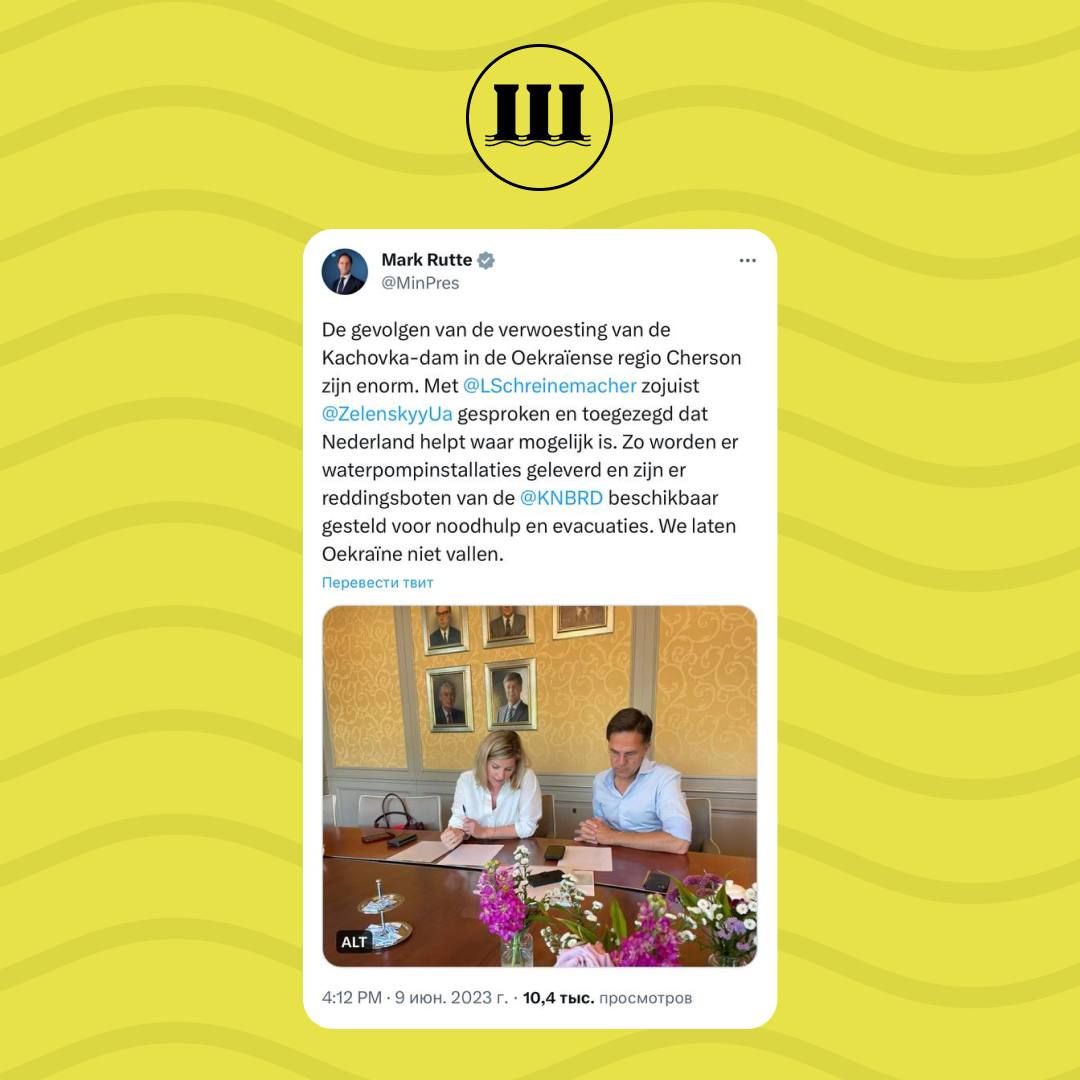 Mark Rutte
@MinPres
De gevolgen van de verwoesting van de
Kachovka-dam in de Oekraïense regio Cherson
zijn enorm. Met @LSchreinemacher zojuist
@ZelenskyyUa gesproken en toegezegd dat
Nederland helpt waar mogelijk is. Zo worden er
waterpompinstallaties geleverd en zijn er
reddingsboten van de @KNBRD beschikbaar
gesteld voor noodhulp en evacuaties. We laten
Oekraïne niet vallen.
Перевести твит
ALT
4:12 PM · 9 июн. 2023 г. · 10,4 тыс. просмотров